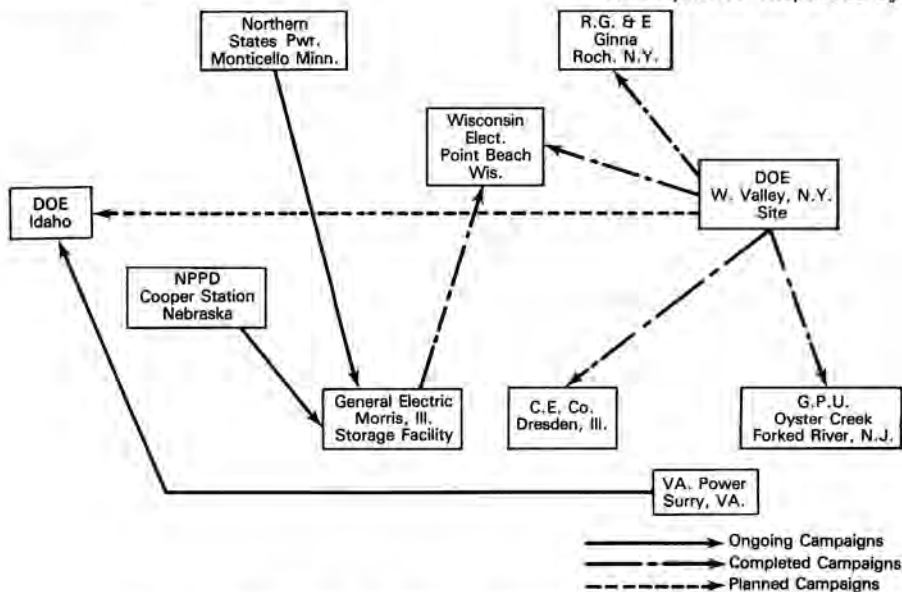 Northern
States Pwr.
Monticello Minn.
R.G. & E
Ginna
Roch. N.Y.
Wisconsin
Elect.
Point Beach
Wis.
DOE
W. Valley, N.Y.
Site
DOE
Idaho
NPPD
Cooper Station
Nebraska
General Electric
Morris, Ill.
Storage Facility
C.E. Co.
Dresden, Ill.
G.P.U.
Oyster Creek
Forked River, N.J.
VA. Power
Surry, VA.
Ongoing Campaigns
Completed Campaigns
Planned Campaigns